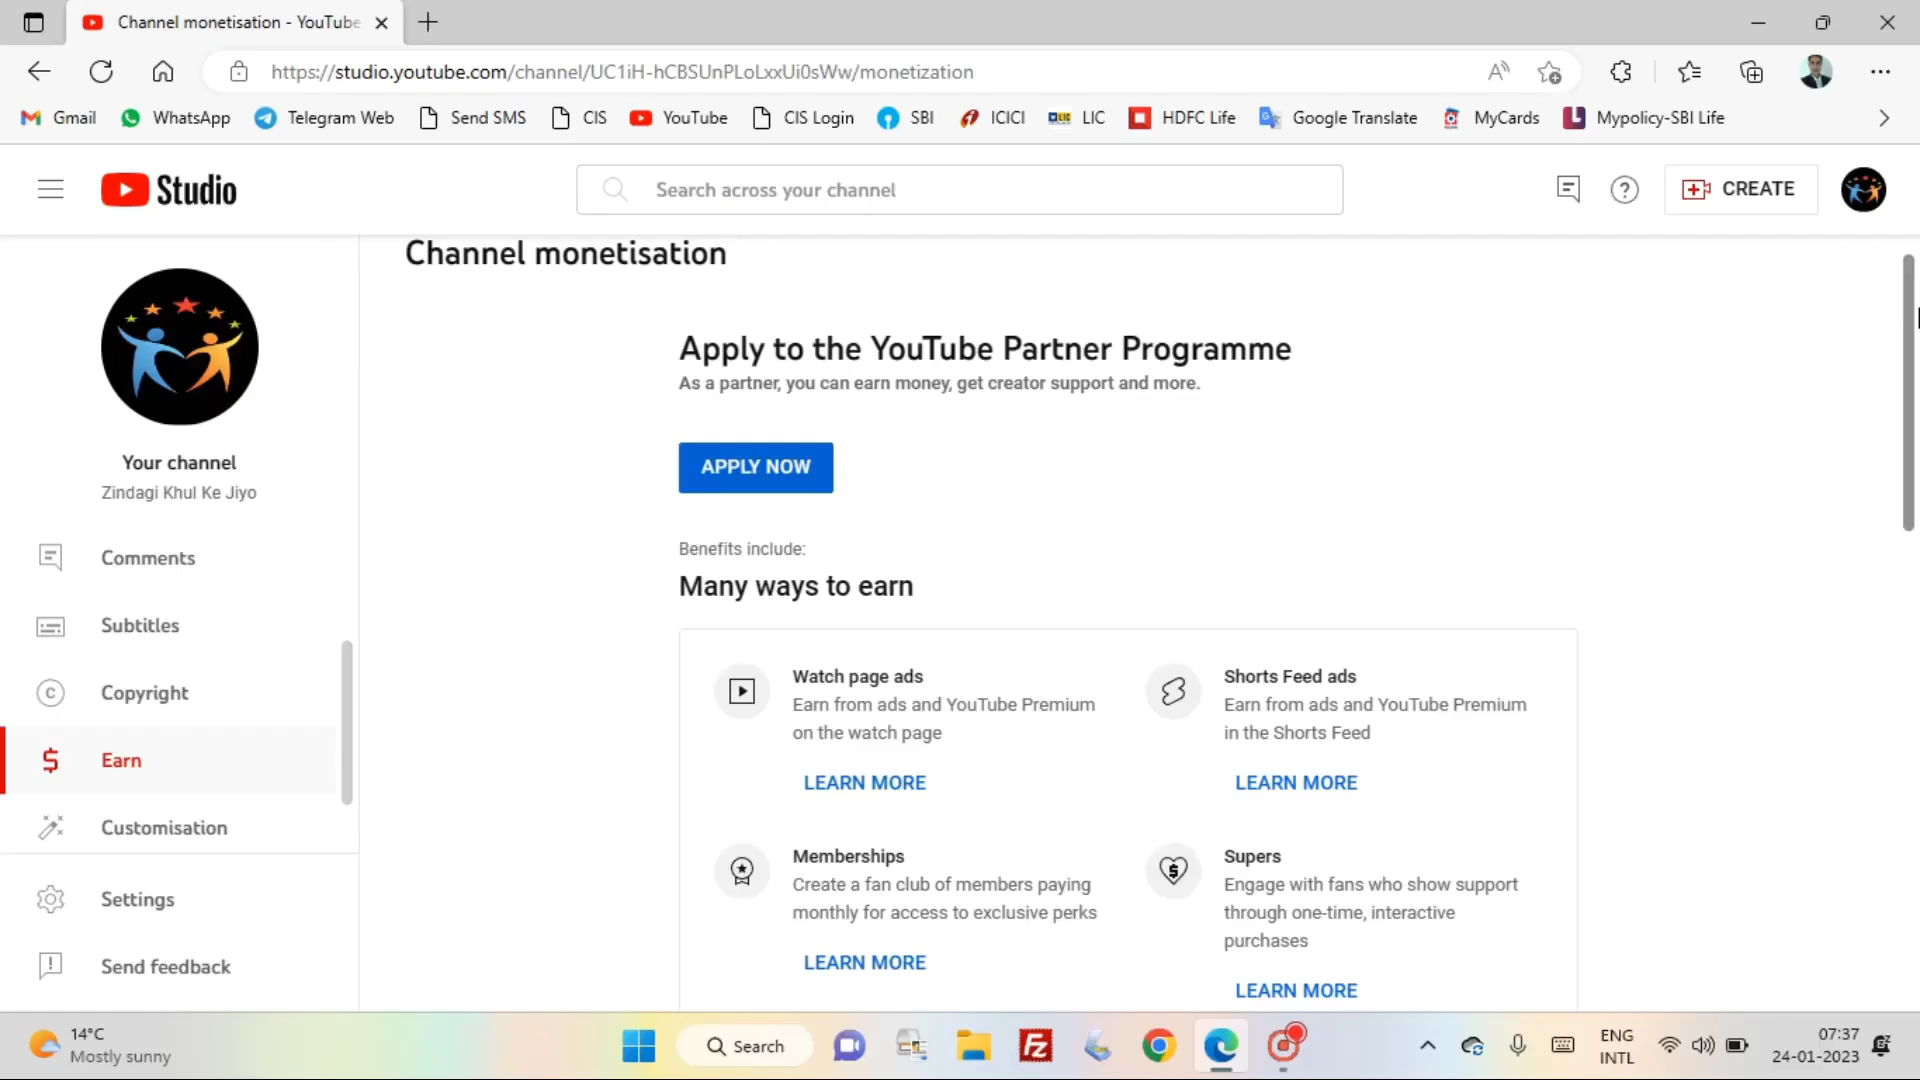 Channel monetisation - YouTube
https://studio.youtube.com/channel/UC1iH-hCBSUnPLoLxxUi0sWw/monetization
Gmail WhatsApp Telegram Web Send SMS CIS YouTube CIS Login SBI ICICI LIC HDFC Life Google Translate MyCards Mypolicy-SBI Life
Studio
Search across your channel
CREATE
Channel monetisation
Your channel
Zindagi Khul Ke Jiyo
Comments
Subtitles
Copyright
Earn
Customisation
Settings
Send feedback
Apply to the YouTube Partner Programme
As a partner, you can earn money, get creator support and more.
APPLY NOW
Benefits include:
Many ways to earn
Watch page ads
Earn from ads and YouTube Premium
on the watch page
LEARN MORE
Shorts Feed ads
Earn from ads and YouTube Premium
in the Shorts Feed
LEARN MORE
Memberships
Create a fan club of members paying
monthly for access to exclusive perks
LEARN MORE
Supers
Engage with fans who show support
through one-time, interactive
purchases
LEARN MORE
14°C
Mostly sunny
Search
ENG
INTL
07:37
24-01-2023